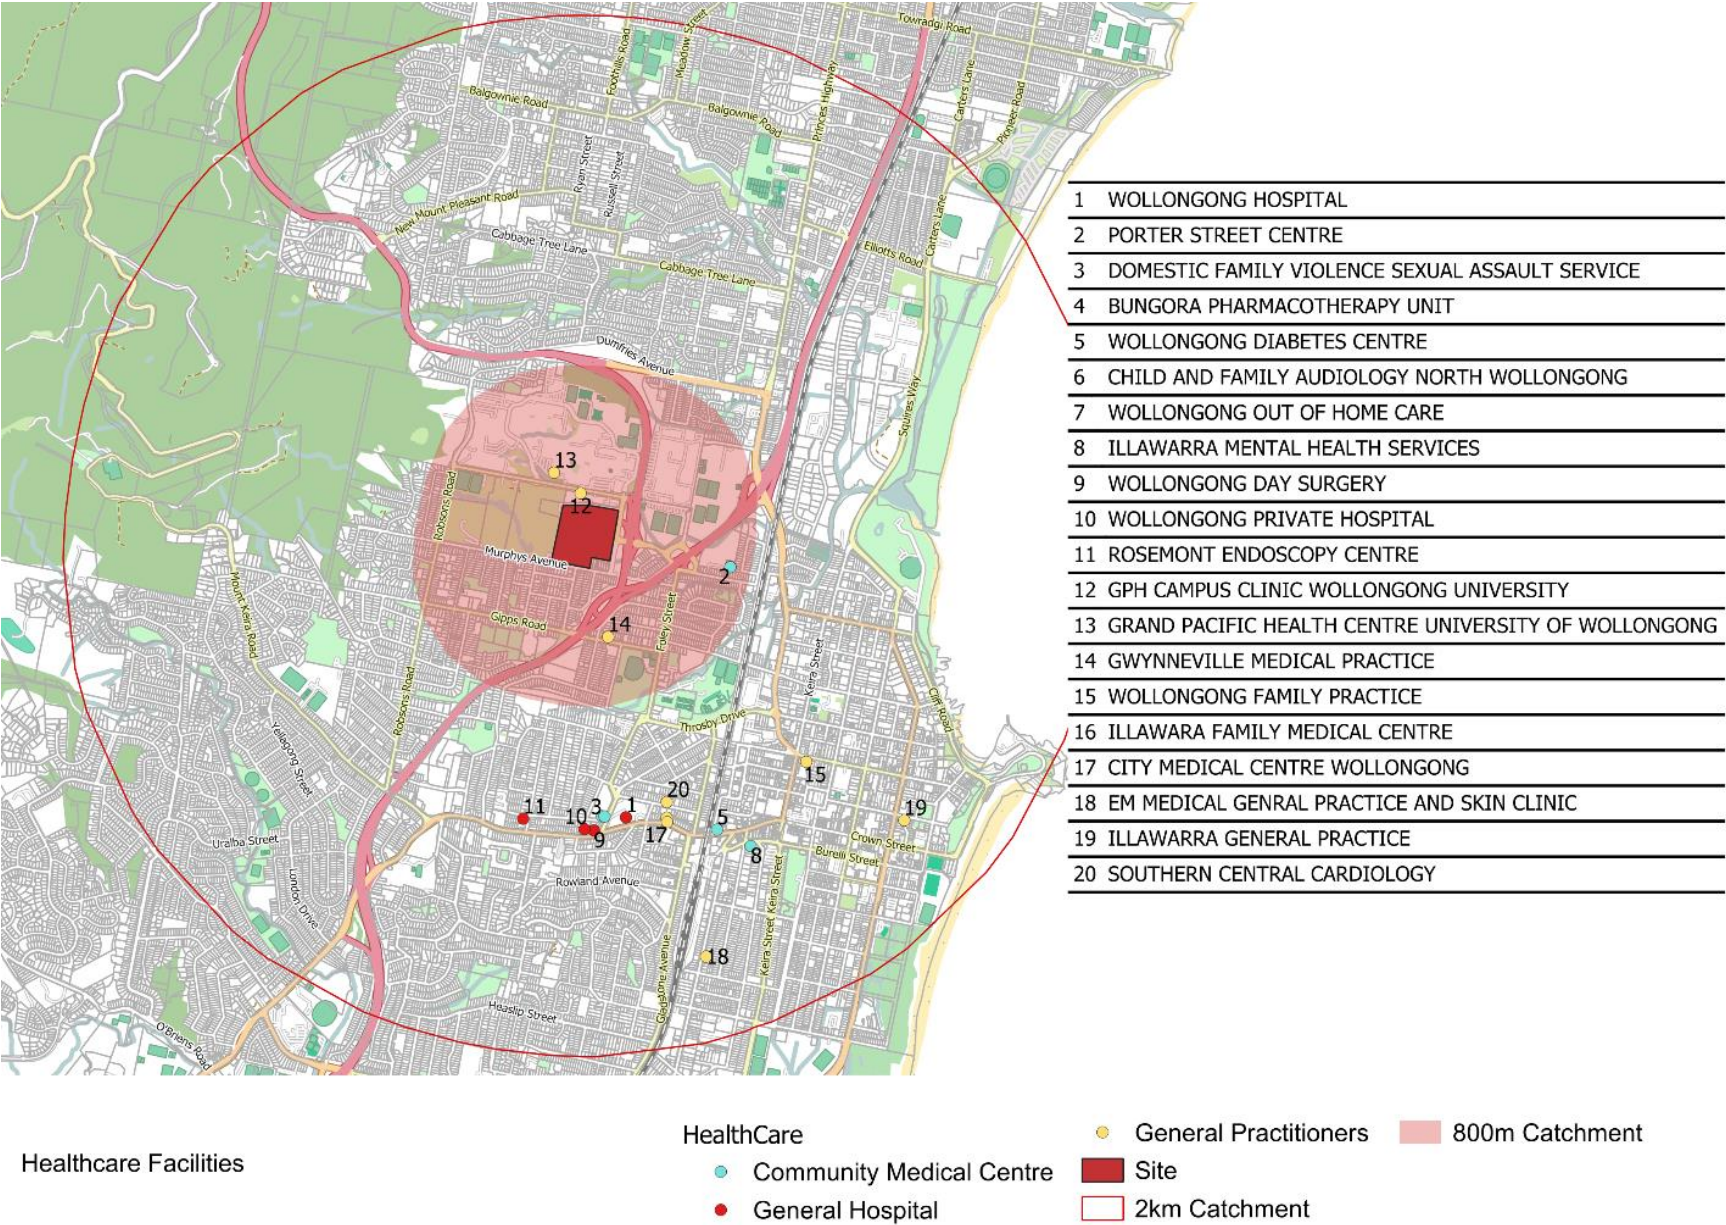 Towradgi Road
Meadow Street
Foothills Road
Princes Highway
Carters Lane
Pioneer Road
Balgownie Road
Balgownie Road
Ryan Street
Russell Street
New Mount Pleasant Road
Cabbage Tree Lane
Cabbage Tree Lane
Elliotts Road
Carters Lane
Dumfries Avenue
Squires Way
13
12
Robsons Road
Murphys Avenue
2
Mount Keira Road
Gipps Road
14
Foley Street
Keira Street
Robsons Road
Cliff Road
Throsby Drive
Yellagong Street
15
20
11
10
3
1
9
17
5
19
8
Crown Street
Burelli Street
Uralba Street
Rowland Avenue
London Drive
Keira Street
Keira Street
18
Gladstone Avenue
Heaslip Street
O'Briens Road
1 WOLLONGONG HOSPITAL
2 PORTER STREET CENTRE
3 DOMESTIC FAMILY VIOLENCE SEXUAL ASSAULT SERVICE
4 BUNGORA PHARMACOTHERAPY UNIT
5 WOLLONGONG DIABETES CENTRE
6 CHILD AND FAMILY AUDIOLOGY NORTH WOLLONGONG
7 WOLLONGONG OUT OF HOME CARE
8 ILLAWARRA MENTAL HEALTH SERVICES
9 WOLLONGONG DAY SURGERY
10 WOLLONGONG PRIVATE HOSPITAL
11 ROSEMONT ENDOSCOPY CENTRE
12 GPH CAMPUS CLINIC WOLLONGONG UNIVERSITY
13 GRAND PACIFIC HEALTH CENTRE UNIVERSITY OF WOLLONGONG
14 GWYNNEVILLE MEDICAL PRACTICE
15 WOLLONGONG FAMILY PRACTICE
16 ILLAWARA FAMILY MEDICAL CENTRE
17 CITY MEDICAL CENTRE WOLLONGONG
18 EM MEDICAL GENRAL PRACTICE AND SKIN CLINIC
19 ILLAWARRA GENERAL PRACTICE
20 SOUTHERN CENTRAL CARDIOLOGY
Healthcare Facilities
HealthCare
Community Medical Centre
General Hospital
General Practitioners
Site
2km Catchment
800m Catchment